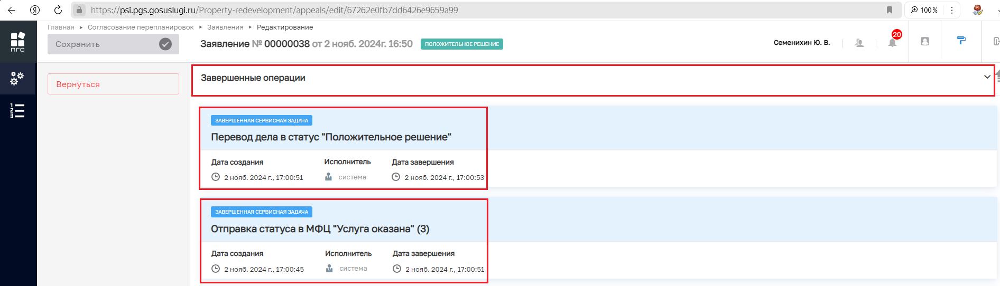 https://psi.pgs.gosuslugi.ru/Property-redevelopment/appeals/edit/67262e0fb7dd6426e9659a99
100 %
Главная ▸ Согласование перепланировок ▸ Заявления ▸ Редактирование
пгс
Сохранить
Заявление № 00000038 от 2 нояб. 2024г. 16:50
ПОЛОЖИТЕЛЬНОЕ РЕШЕНИЕ
Семенихин Ю. В.
20
Вернуться
Завершенные операции
ЗАВЕРШЕННАЯ СЕРВИСНАЯ ЗАДАЧА
Перевод дела в статус "Положительное решение"
Дата создания Исполнитель Дата завершения
2 нояб. 2024 г., 17:00:51 система 2 нояб. 2024 г., 17:00:53
ЗАВЕРШЕННАЯ СЕРВИСНАЯ ЗАДАЧА
Отправка статуса в МФЦ "Услуга оказана" (3)
Дата создания Исполнитель Дата завершения
2 нояб. 2024 г., 17:00:45 система 2 нояб. 2024 г., 17:00:51